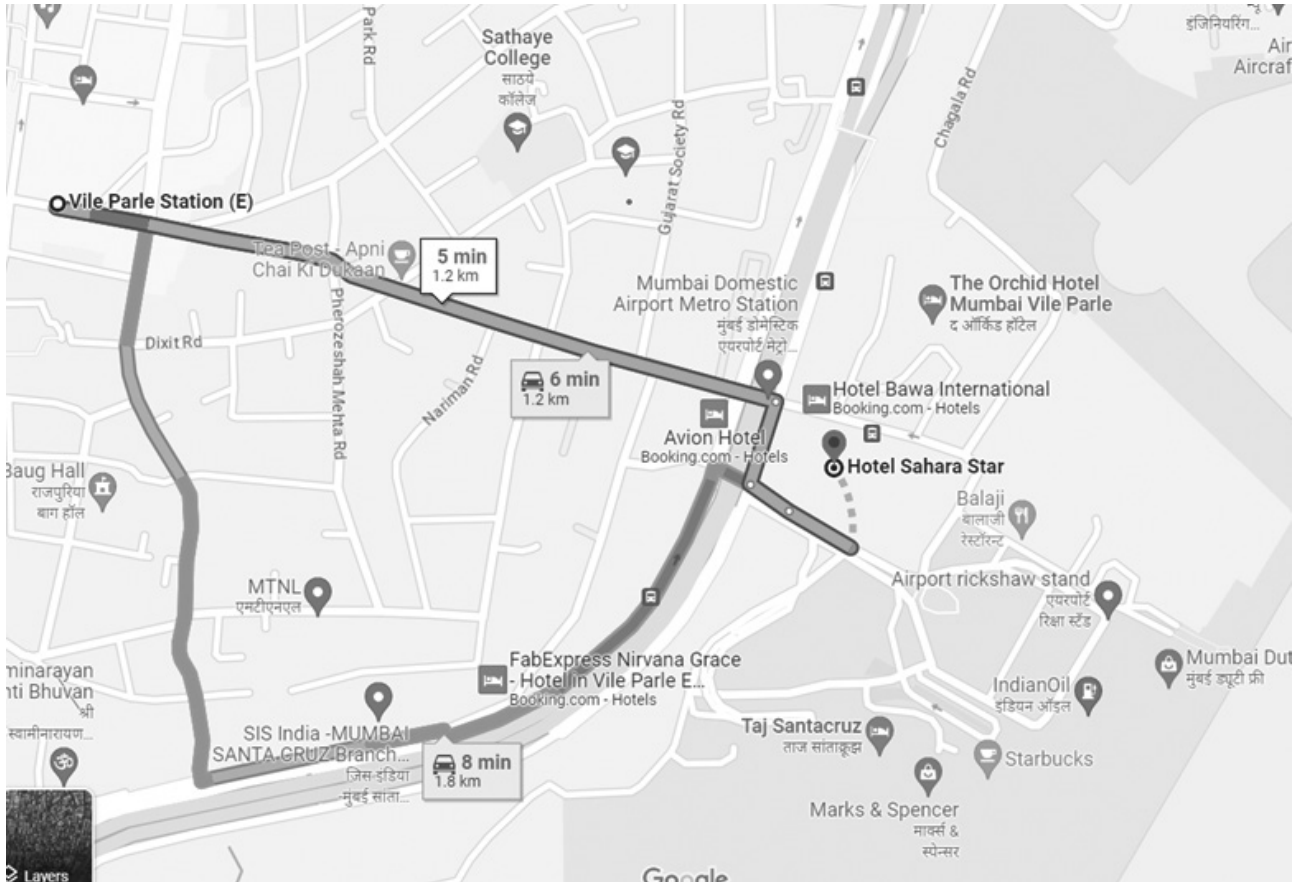 इंजिनियरिंग...
Air
Aircraf
Park Rd
Sathaye
College
साठये
कॉलेज
Chagala Rd
Gujarat Society Rd
Vile Parle Station (E)
Tea Post - Apni
Chai Ki Dukaan
5 min
1.2 km
Mumbai Domestic
Airport Metro Station
मुंबई डोमेस्टिक
एयरपोर्ट मेट्रो...
The Orchid Hotel
Mumbai Vile Parle
द ऑर्किड हॉटेल
Dixit Rd
Pherozeshah Mehta Rd
Nariman Rd
6 min
1.2 km
Hotel Bawa International
Booking.com - Hotels
Avion Hotel
Booking.com - Hotels
Hotel Sahara Star
Baug Hall
राजपुरिया
बाग हॉल
Balaji
बालाजी
रेस्टॉरन्ट
MTNL
एमटीएनएल
Airport rickshaw stand
एयरपोर्ट
रिक्षा स्टँड
minarayan
nti Bhuvan
श्री
स्वामीनारायण...
FabExpress Nirvana Grace
- Hotel in Vile Parle E...
Booking.com - Hotels
Mumbai Dut
मुंबई ड्यूटी फ्री
IndianOil
इंडियन ऑइल
SIS India -MUMBAI
SANTA CRUZ Branch...
जिस इंडिया
-मुंबई सांता...
8 min
1.8 km
Taj Santacruz
ताज सांताक्रूझ
Starbucks
Marks & Spencer
मार्क्स &
स्पेन्सर
Layers
Google